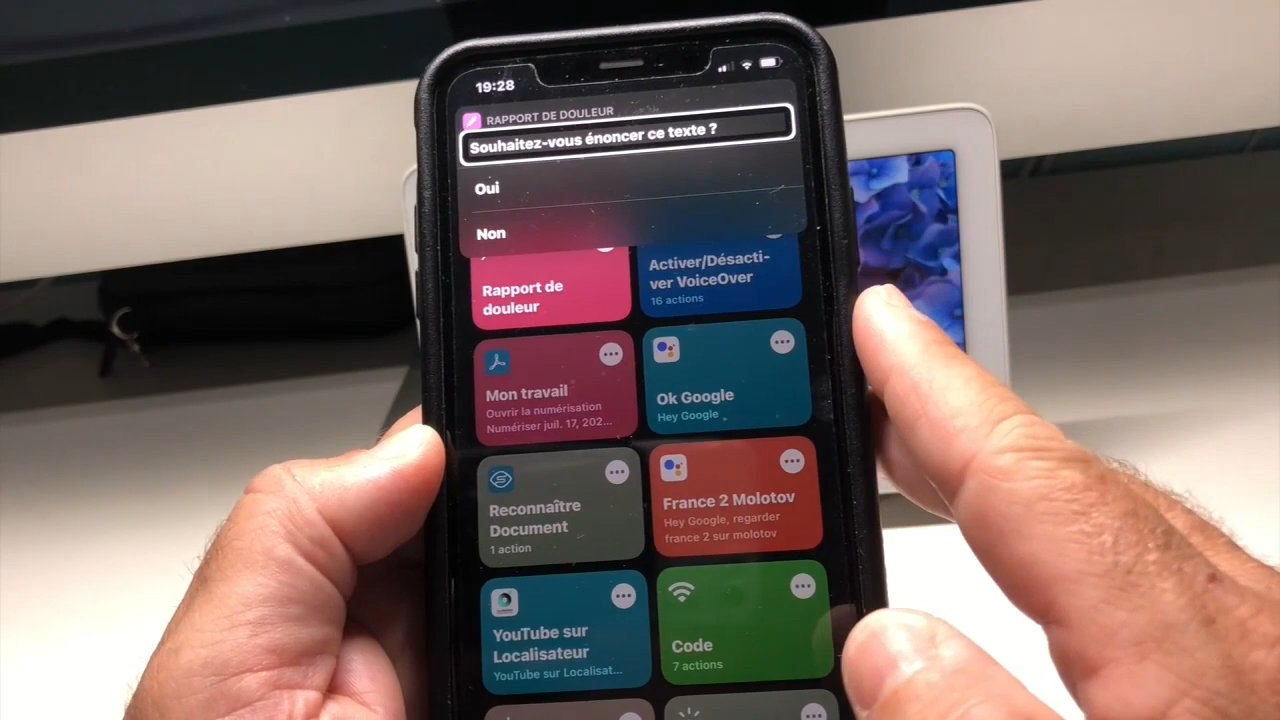 19:28
RAPPORT DE DOULEUR
Souhaitez-vous énoncer ce texte ?
Oui
Non
Rapport de
douleur
Activer/Désacti-
ver VoiceOver
16 actions
Mon travail
Ouvrir la numérisation
Numériser juil. 17, 202...
Ok Google
Hey Google
Reconnaître
Document
1 action
France 2 Molotov
Hey Google, regarder
france 2 sur molotov
YouTube sur
Localisateur
YouTube sur Localisat...
Code
7 actions